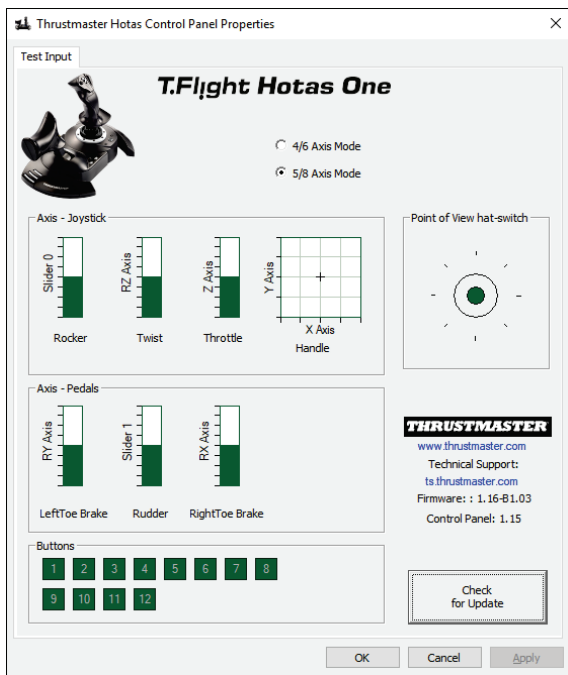 Thrustmaster Hotas Control Panel Properties
Test Input
T.Flight Hotas One
4/6 Axis Mode
5/8 Axis Mode
Axis - Joystick
Slider 0
RZ Axis
Z Axis
Y Axis
X Axis
Rocker
Twist
Throttle
Handle
Point of View hat-switch
Axis - Pedals
RY Axis
Slider 1
RX Axis
LeftToe Brake
Rudder
RightToe Brake
THRUSTMASTER
www.thrustmaster.com
Technical Support:
ts.thrustmaster.com
Firmware: : 1.16-B1.03
Control Panel: 1.15
Buttons
1 2 3 4 5 6 7 8
9 10 11 12
Check
for Update
OK Cancel Apply